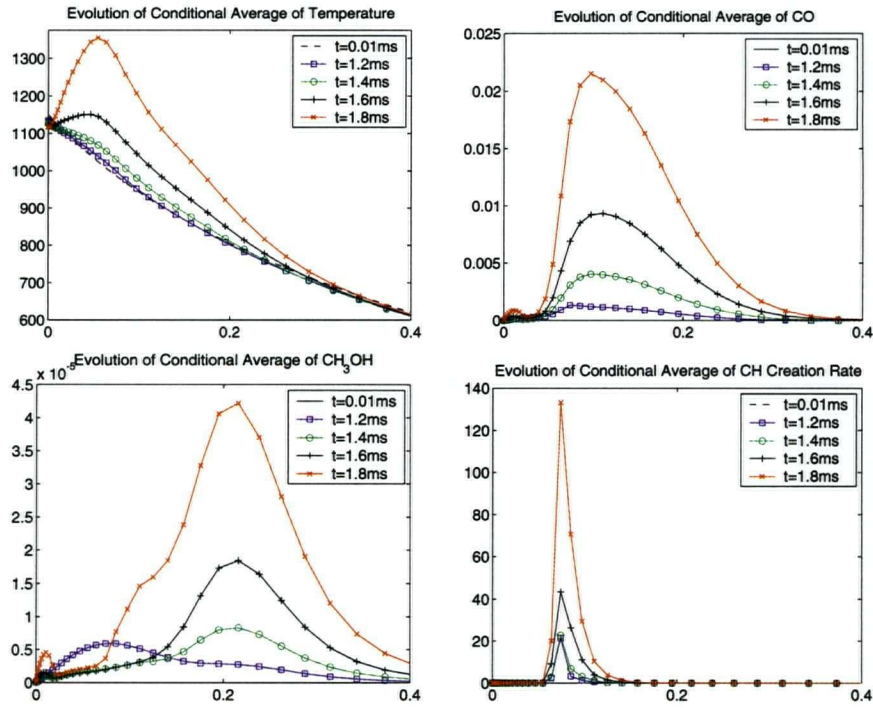 Evolution of Conditional Average of Temperature
t=0.01ms
t=1.2ms
t=1.4ms
t=1.6ms
t=1.8ms
1300
1200
1100
1000
900
800
700
600
0
0.2
0.4
Evolution of Conditional Average of CO
t=0.01ms
t=1.2ms
t=1.4ms
t=1.6ms
t=1.8ms
0.025
0.02
0.015
0.01
0.005
0
0
0.2
0.4
x 10⁻⁵
Evolution of Conditional Average of CH₃OH
t=0.01ms
t=1.2ms
t=1.4ms
t=1.6ms
t=1.8ms
4.5
4
3.5
3
2.5
2
1.5
1
0.5
0
0
0.2
0.4
Evolution of Conditional Average of CH Creation Rate
t=0.01ms
t=1.2ms
t=1.4ms
t=1.6ms
t=1.8ms
140
120
100
80
60
40
20
0
0
0.2
0.4